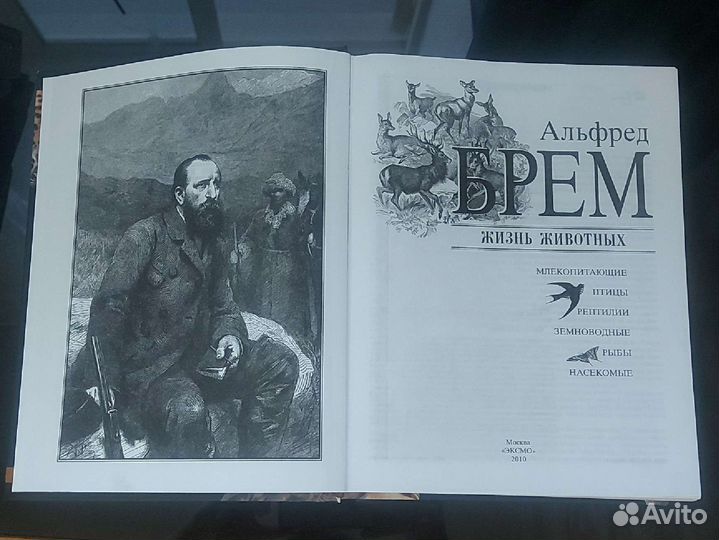 Альфред
БРЕМ
ЖИЗНЬ ЖИВОТНЫХ
МЛЕКОПИТАЮЩИЕ
ПТИЦЫ
РЕПТИЛИИ
ЗЕМНОВОДНЫЕ
РЫБЫ
НАСЕКОМЫЕ
Москва
«ЭКСМО»
2010
Avito